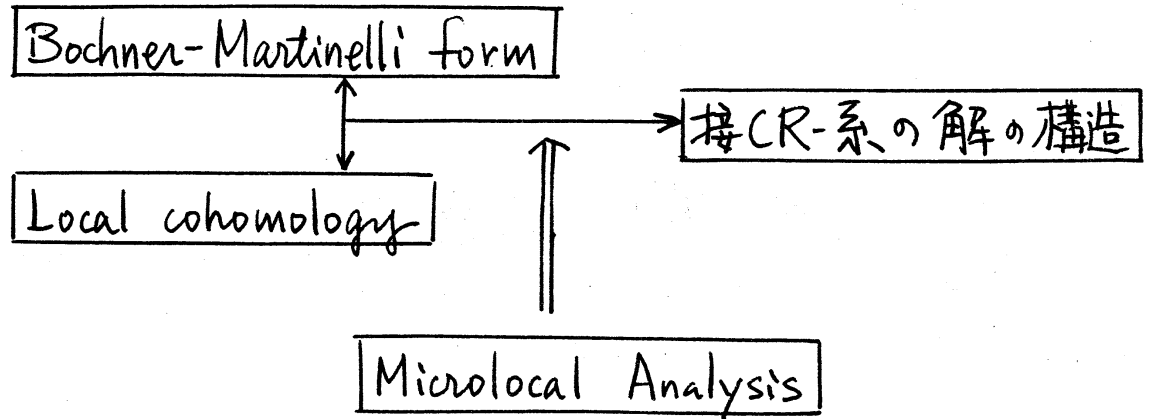 Bochner-Martinelli form
接CR-系の解の構造
Local cohomology
Microlocal Analysis